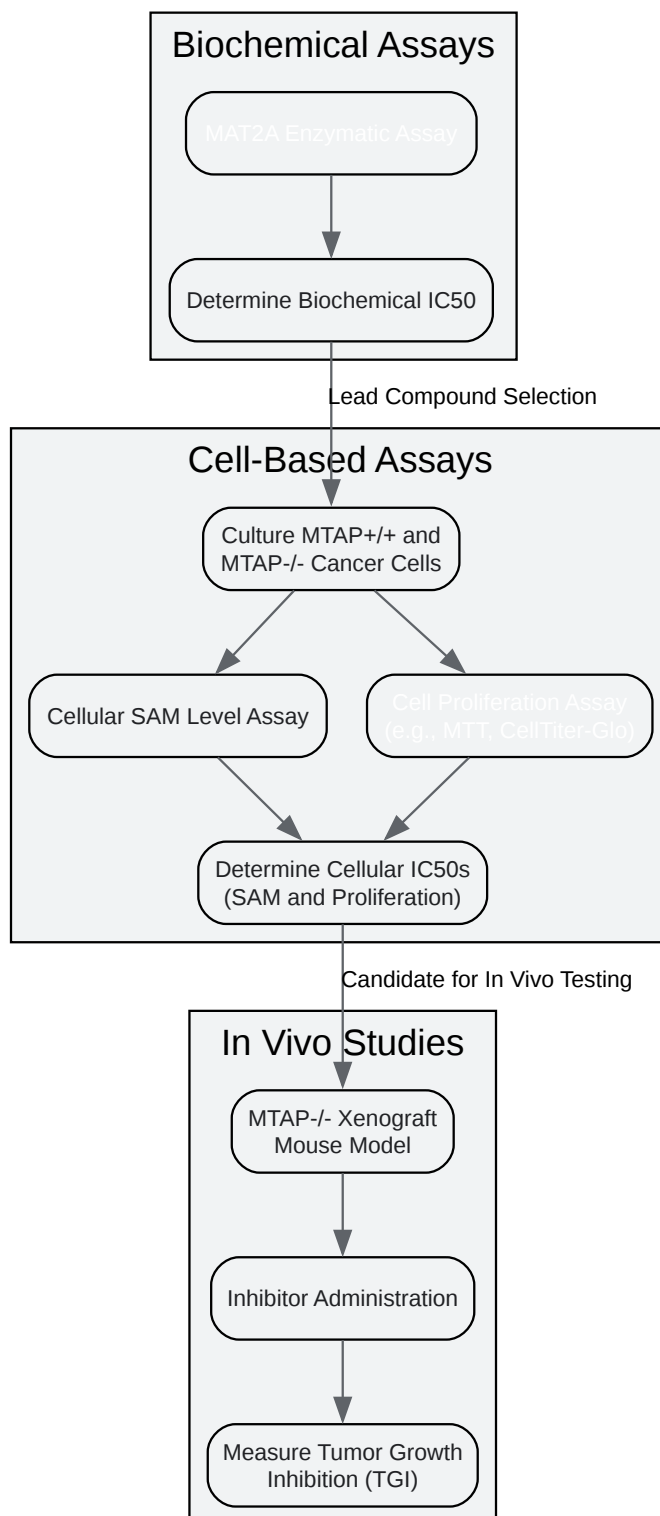 Biochemical Assays
MAT2A Enzymatic Assay
Determine Biochemical IC50
Lead Compound Selection
Cell-Based Assays
Culture MTAP+/+ and
MTAP-/- Cancer Cells
Cellular SAM Level Assay
Cell Proliferation Assay
(e.g., MTT, CellTiter-Glo)
Determine Cellular IC50s
(SAM and Proliferation)
Candidate for In Vivo Testing
In Vivo Studies
MTAP-/- Xenograft
Mouse Model
Inhibitor Administration
Measure Tumor Growth
Inhibition (TGI)